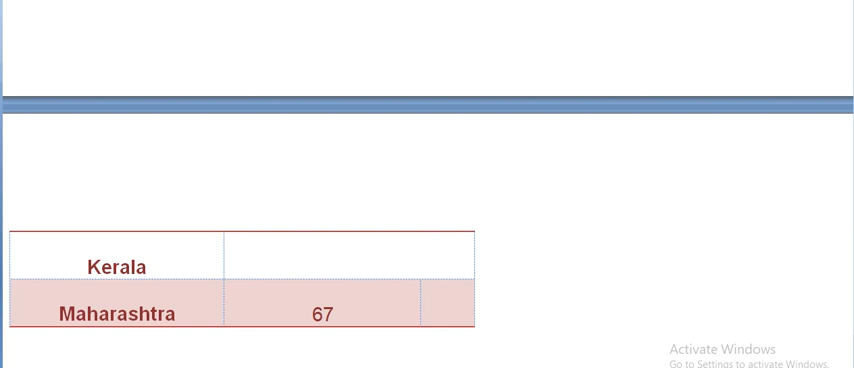 Kerala
Maharashtra 67
Activate Windows
Go to Settings to activate Windows.